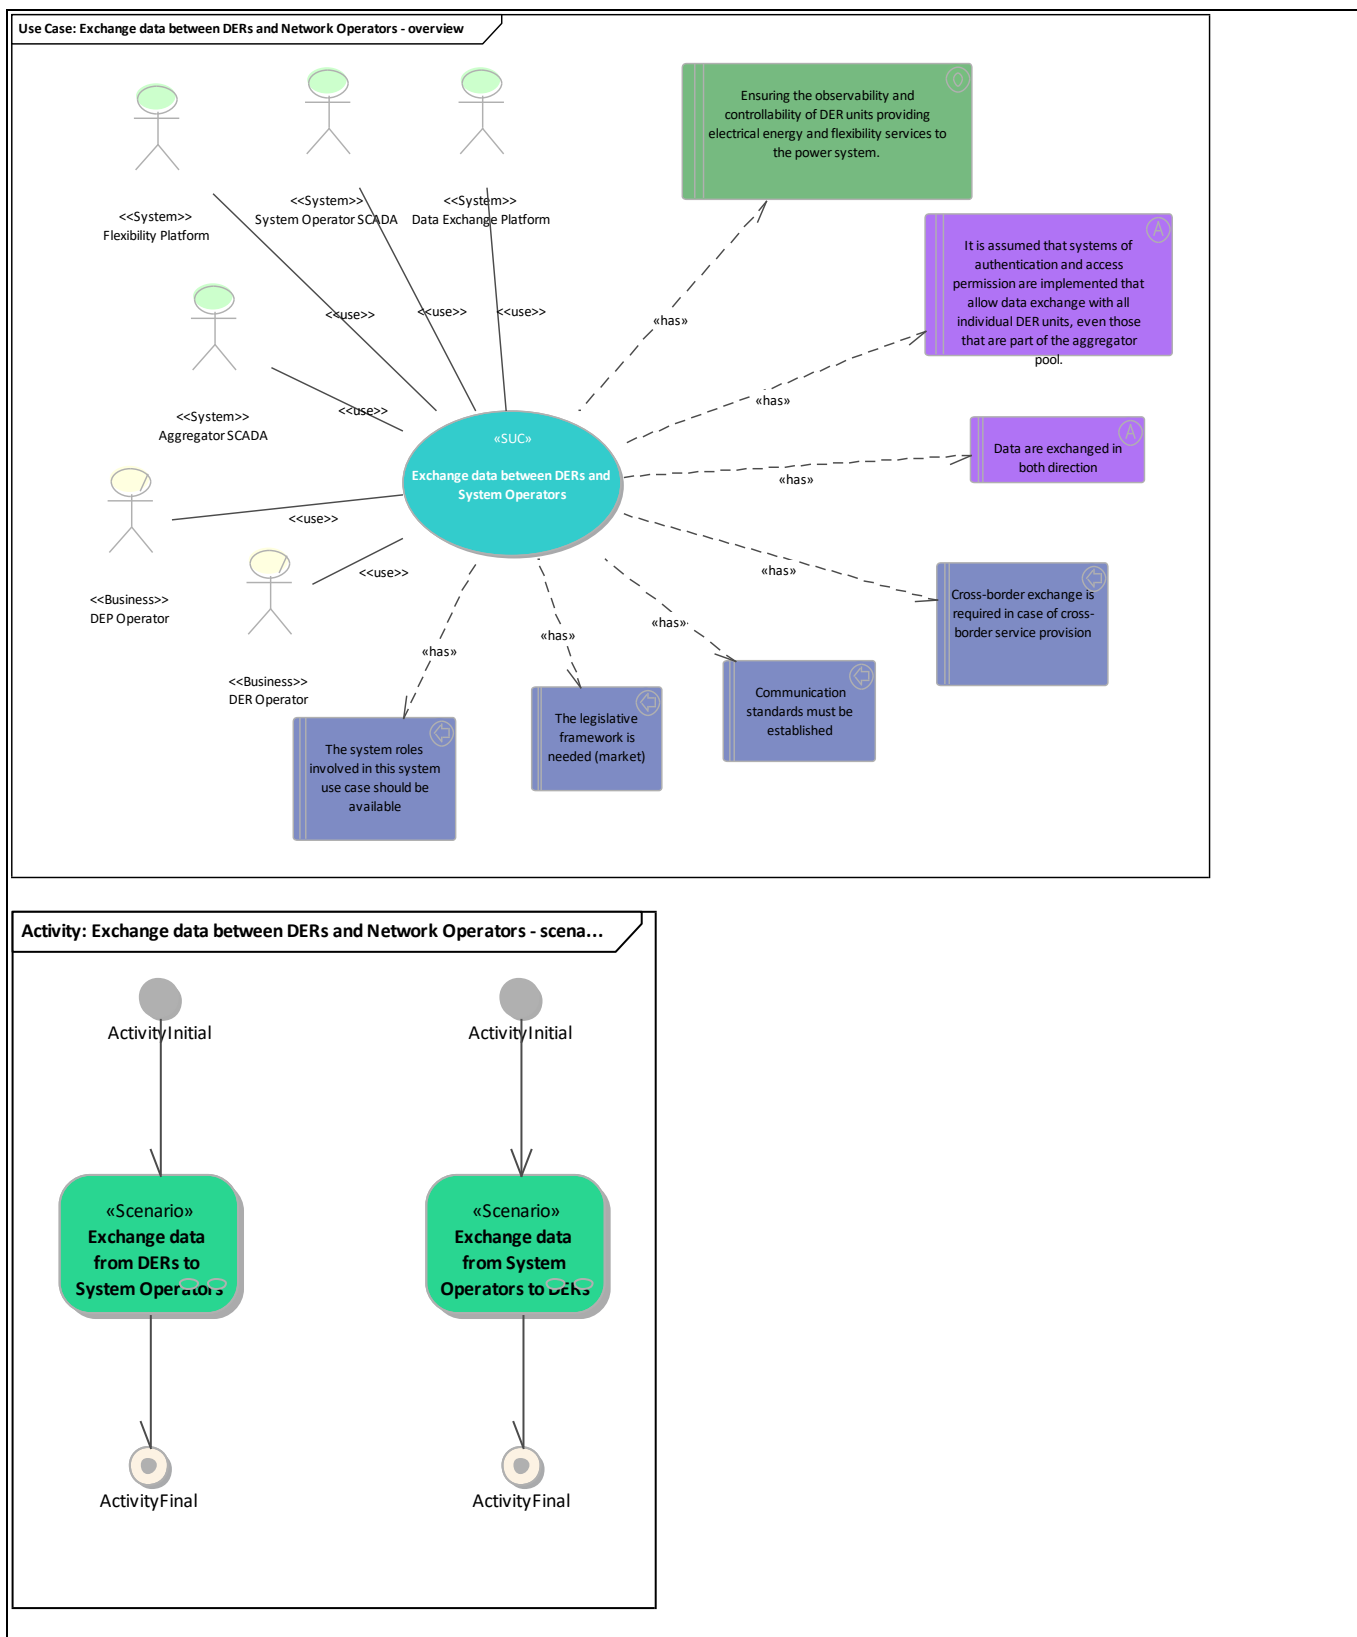 Use Case: Exchange data between DERs and Network Operators - overview
<<System>>
Flexibility Platform
<<System>>
System Operator SCADA
<<System>>
Data Exchange Platform
O
Ensuring the observability and
controllability of DER units providing
electrical energy and flexibility services to
the power system.
A
It is assumed that systems of
authentication and access
permission are implemented that
allow data exchange with all
individual DER units, even those
that are part of the aggregator
pool.
<<use>>
<<use>>
<<use>>
«has»
<<System>>
Aggregator SCADA
<<use>>
«has»
«SUC»
Exchange data between DERs and
System Operators
A
Data are exchanged in
both direction
«has»
<<use>>
<<Business>>
DEP Operator
<<use>>
<<Business>>
DER Operator
«has»
Cross-border exchange is
required in case of cross-
border service provision
«has»
«has»
«has»
Communication
standards must be
established
The legislative
framework is
needed (market)
The system roles
involved in this system
use case should be
available
Activity: Exchange data between DERs and Network Operators - scena...
ActivityInitial
«Scenario»
Exchange data
from DERs to
System Operators
ActivityFinal
ActivityInitial
«Scenario»
Exchange data
from System
Operators to DERs
ActivityFinal